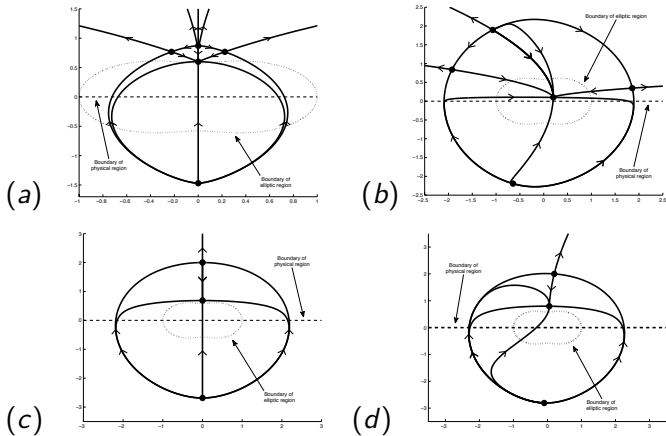 1.5
1
0.5
0
0.5
1
-1.5
Boundary of
physical region
Boundary of
elliptic region
-1 -0.8 -0.6 -0.4 -0.2 0 0.2 0.4 0.6 0.8 1
(a)
2.5
2
1.5
1
0.5
0
-0.5
-1
-1.5
-2
-2.5
Boundary of elliptic region
Boundary of
physical region
-2.5 -2 -1.5 -1 -0.5 0 0.5 1 1.5 2 2.5
(b)
3
2
1
0
-1
-2
-3
Boundary of
physical region
Boundary of
elliptic region
-3 -2 -1 0 1 2 3
(c)
3
2
1
0
-1
-2
-3
Boundary of
physical region
Boundary of
elliptic region
-3 -2 -1 0 1 2 3
(d)